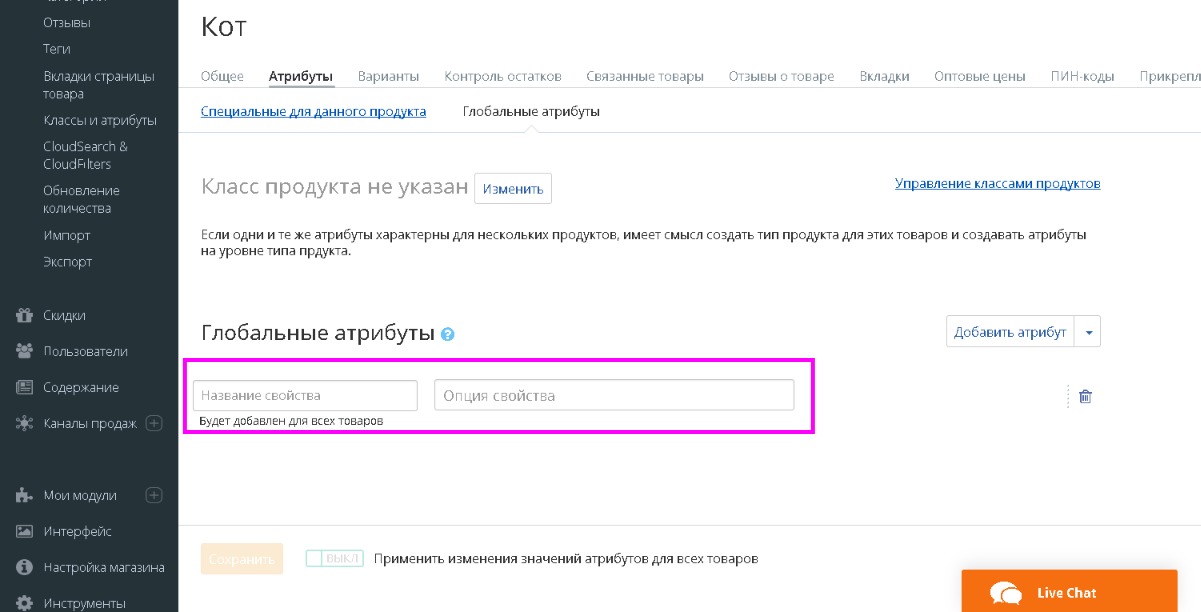 Категории
Отзывы
Теги
Вкладки страницы
товара
Классы и атрибуты
CloudSearch &
CloudFilters
Обновление
количества
Импорт
Экспорт
Скидки
Пользователи
Содержание
Каналы продаж
Мои модули
Интерфейс
Настройка магазина
Инструменты
Кот
Общее Атрибуты Варианты Контроль остатков Связанные товары Отзывы о товаре Вкладки Оптовые цены ПИН-коды Прикрепл
Специальные для данного продукта Глобальные атрибуты
Класс продукта не указан Изменить Управление классами продуктов
Если одни и те же атрибуты характерны для нескольких продуктов, имеет смысл создать тип продукта для этих товаров и создавать атрибуты
на уровне типа прдукта.
Глобальные атрибуты ? Добавить атрибут
Название свойства Опция свойства
Будет добавлен для всех товаров
Сохранить ВЫКЛ Применить изменения значений атрибутов для всех товаров
Live Chat